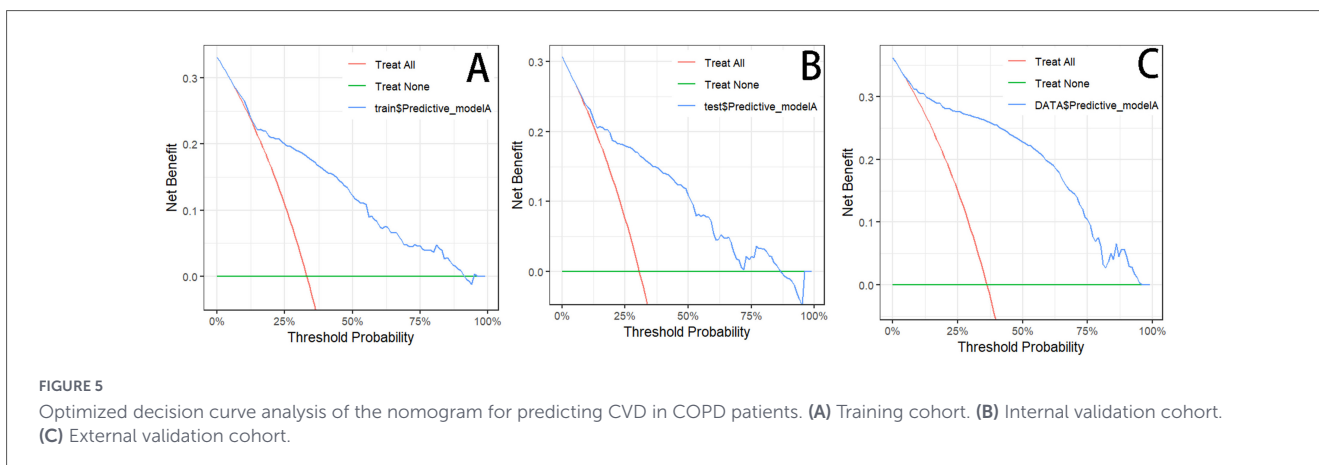 A
Treat All
Treat None
train$Predictive_modelA
Net Benefit
0.3
0.2
0.1
0.0
0% 25% 50% 75% 100%
Threshold Probability
B
Treat All
Treat None
test$Predictive_modelA
Net Benefit
0.3
0.2
0.1
0.0
0% 25% 50% 75% 100%
Threshold Probability
C
Treat All
Treat None
DATA$Predictive_modelA
Net Benefit
0.3
0.2
0.1
0.0
0% 25% 50% 75% 100%
Threshold Probability
FIGURE 5
Optimized decision curve analysis of the nomogram for predicting CVD in COPD patients. (A) Training cohort. (B) Internal validation cohort.
(C) External validation cohort.